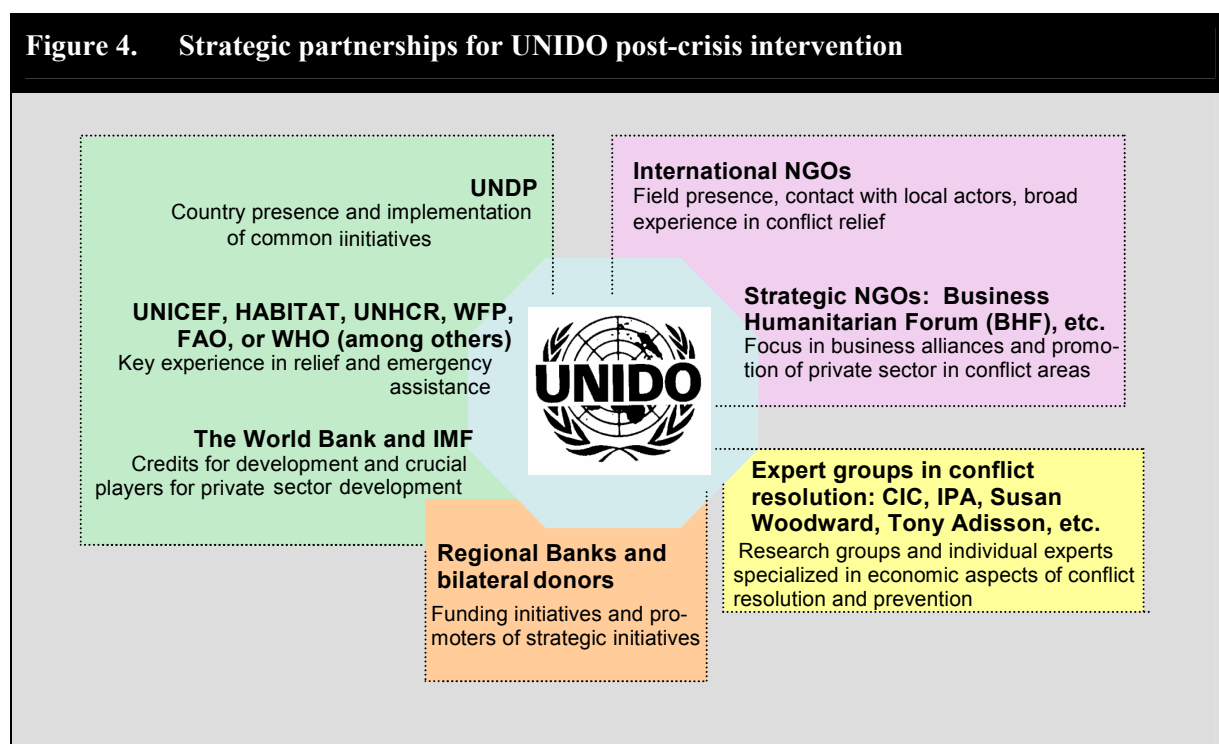 Figure 4. Strategic partnerships for UNIDO post-crisis intervention
UNDP
Country presence and implementation
of common iinitiatives
UNICEF, HABITAT, UNHCR, WFP,
FAO, or WHO (among others)
Key experience in relief and emergency
assistance
The World Bank and IMF
Credits for development and crucial
players for private sector development
International NGOs
Field presence, contact with local actors, broad
experience in conflict relief
Strategic NGOs: Business
Humanitarian Forum (BHF), etc.
Focus in business alliances and promo-
tion of private sector in conflict areas
UNIDO
Expert groups in conflict
resolution: CIC, IPA, Susan
Woodward, Tony Adisson, etc.
Research groups and individual experts
specialized in economic aspects of conflict
resolution and prevention
Regional Banks and
bilateral donors
Funding initiatives and pro-
moters of strategic initiatives